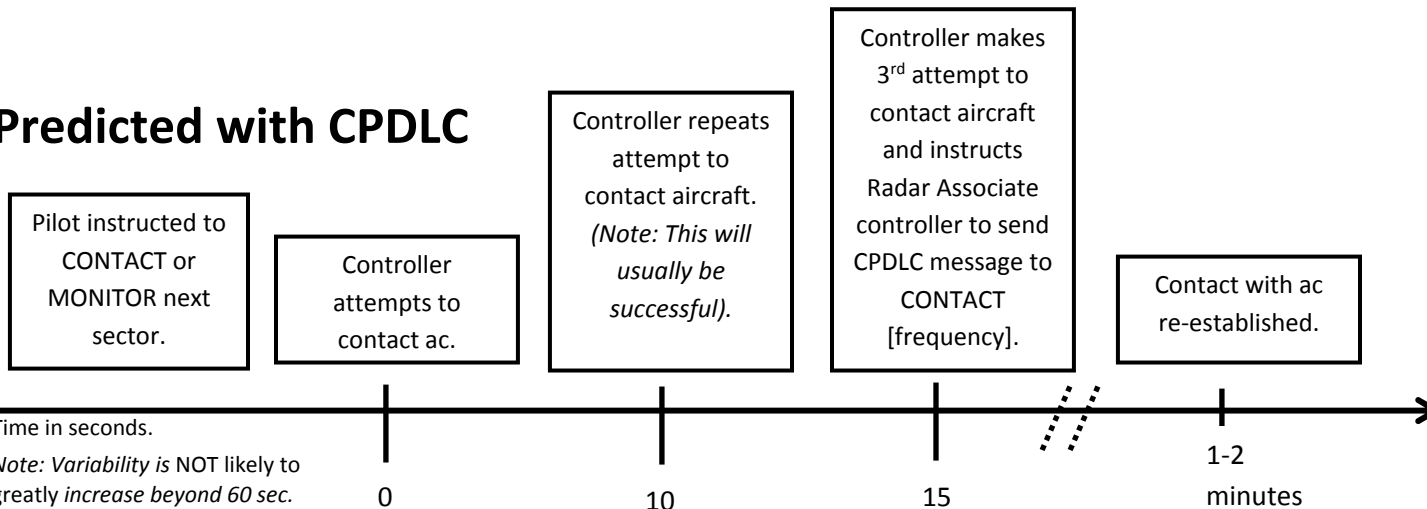 Predicted with CPDLC
Pilot instructed to
CONTACT or
MONITOR next
sector.
Controller
attempts to
contact ac.
Controller repeats
attempt to
contact aircraft.
(Note: This will
usually be
successful).
Controller makes
3rd attempt to
contact aircraft
and instructs
Radar Associate
controller to send
CPDLC message to
CONTACT
[frequency].
Contact with ac
re-established.
Time in seconds.
Note: Variability is NOT likely to
greatly increase beyond 60 sec.
0
10
15
1-2
minutes